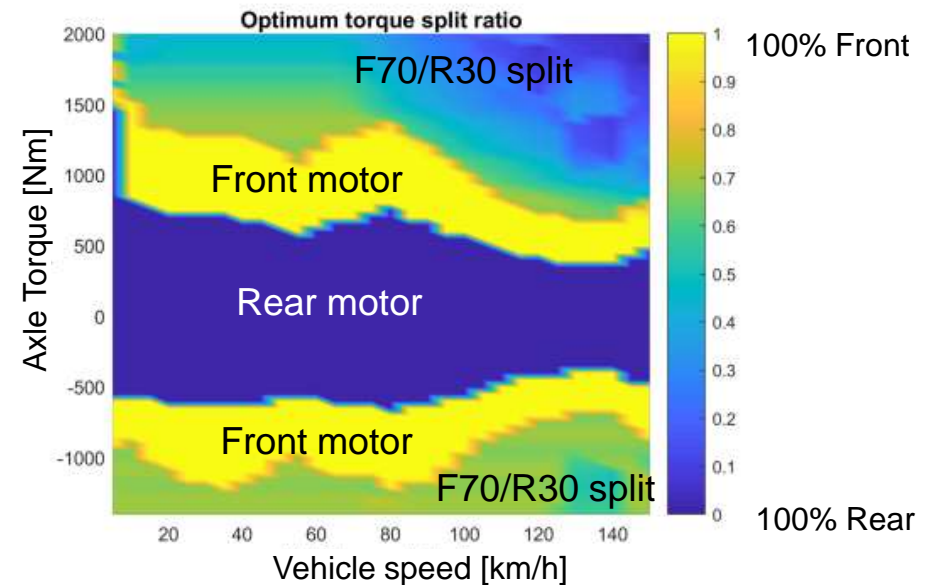 Optimum torque split ratio
2000
1500
1000
500
0
-500
-1000
Axle Torque [Nm]
F70/R30 split
Front motor
Rear motor
Front motor
F70/R30 split
20
40
60
80
100
120
140
Vehicle speed [km/h]
1
0.9
0.8
0.7
0.6
0.5
0.4
0.3
0.2
0.1
0
100% Front
100% Rear